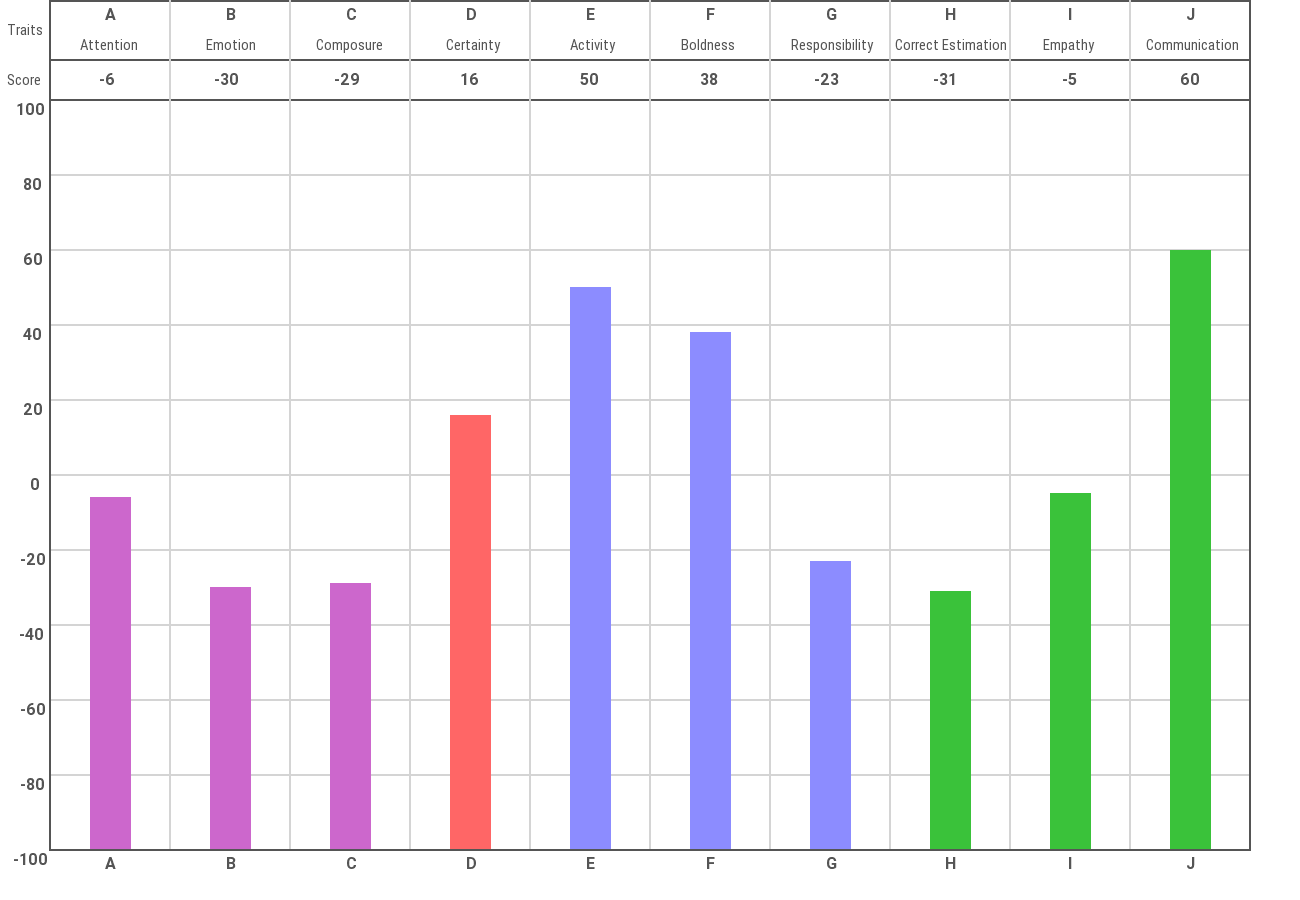 A B C D E F G H I J
Traits
Attention Emotion Composure Certainty Activity Boldness Responsibility Correct Estimation Empathy Communication
Score -6 -30 -29 16 50 38 -23 -31 -5 60
100
80
60
40
20
0
-20
-40
-60
-80
-100
A B C D E F G H I J